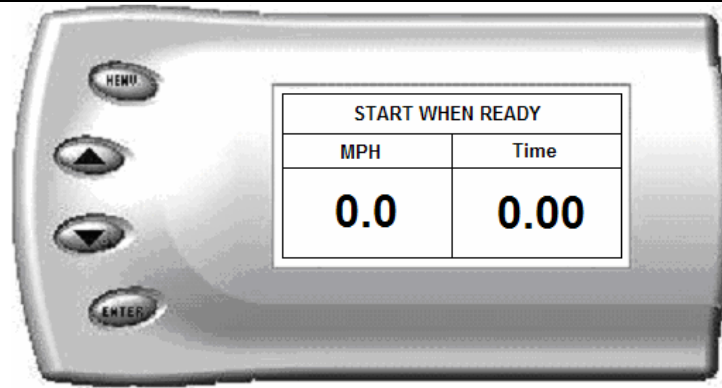 MENU
START WHEN READY
MPH Time
0.0 0.00
ENTER